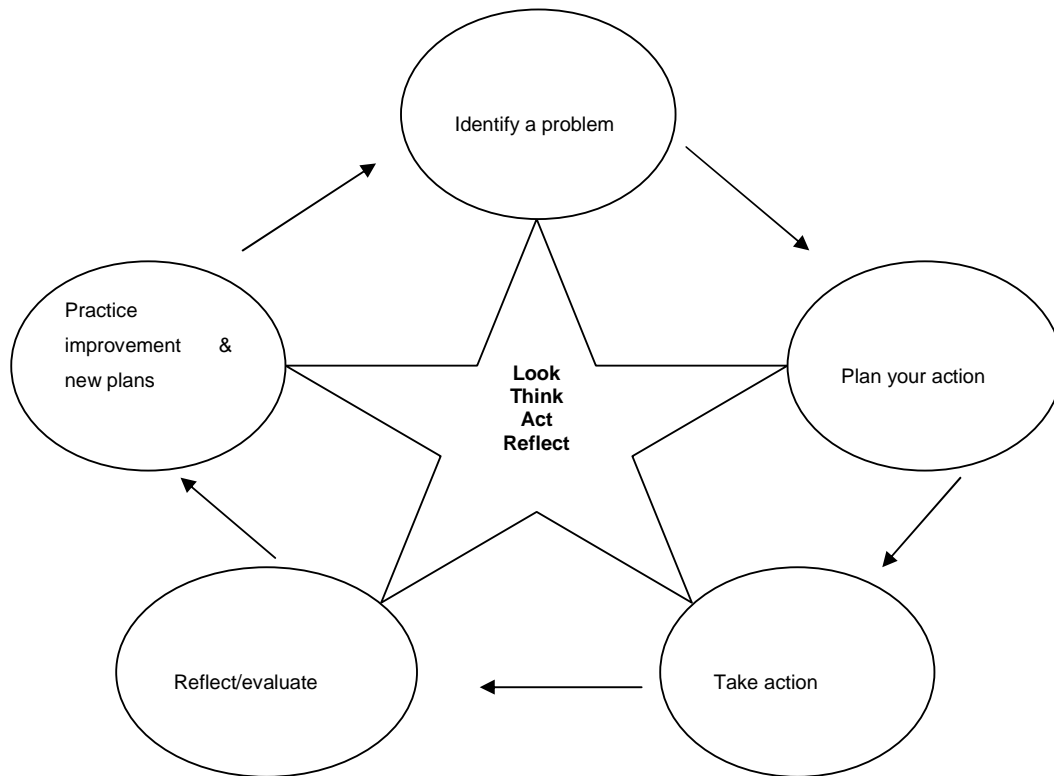 Identify a problem
Practice
improvement &
new plans
Look
Think
Act
Reflect
Plan your action
Reflect/evaluate
Take action